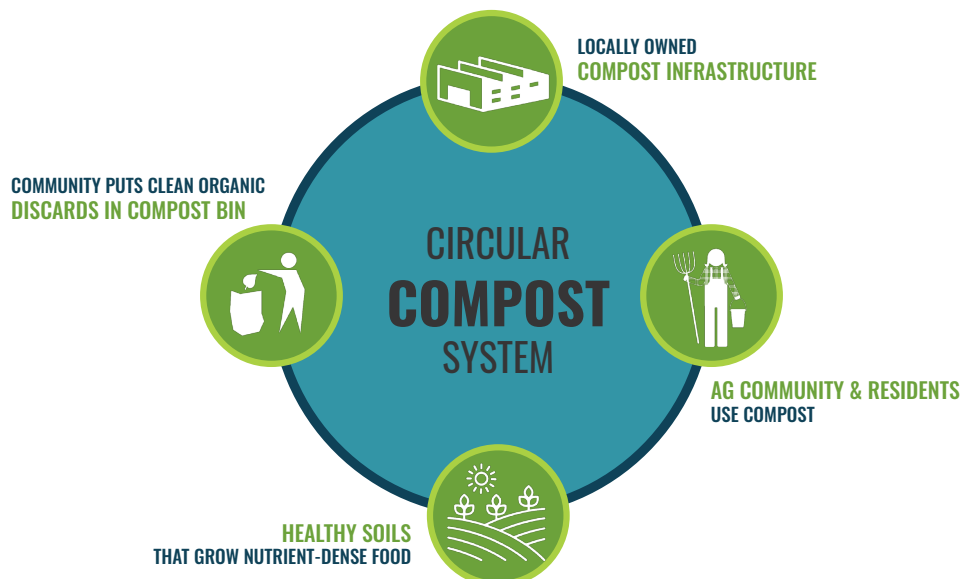 LOCALLY OWNED
COMPOST INFRASTRUCTURE
COMMUNITY PUTS CLEAN ORGANIC
DISCARDS IN COMPOST BIN
CIRCULAR
COMPOST
SYSTEM
AG COMMUNITY & RESIDENTS
USE COMPOST
HEALTHY SOILS
THAT GROW NUTRIENT-DENSE FOOD